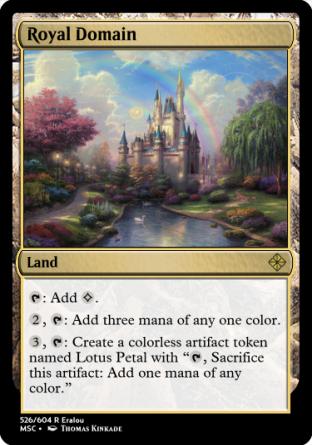 Royal Domain
Land
: Add .
2, : Add three mana of any one color.
3, : Create a colorless artifact token
named Lotus Petal with “, Sacrifice
this artifact: Add one mana of any
color.”
526/604 R Eralou
MSC • Thomas Kinkade